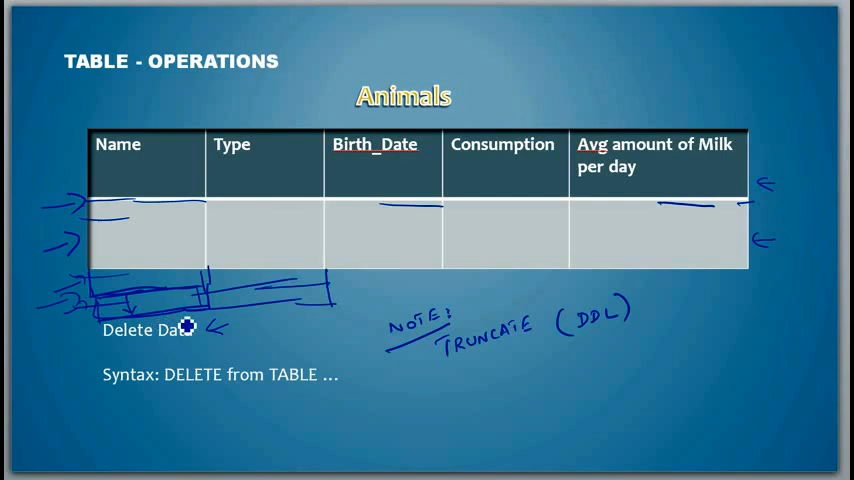 TABLE - OPERATIONS
Animals
Name Type Birth_Date Consumption Avg amount of Milk
per day
NOTE:
TRUNCATE (DDL)
Delete
Syntax: DELETE from TABLE ...